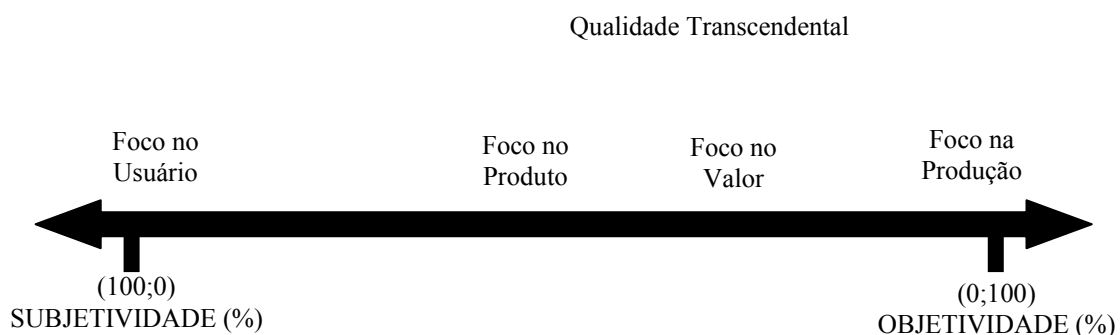 Qualidade Transcendental
Foco no
Usuário
Foco no
Produto
Foco no
Valor
Foco na
Produção
(100;0)
SUBJETIVIDADE (%)
(0;100)
OBJETIVIDADE (%)